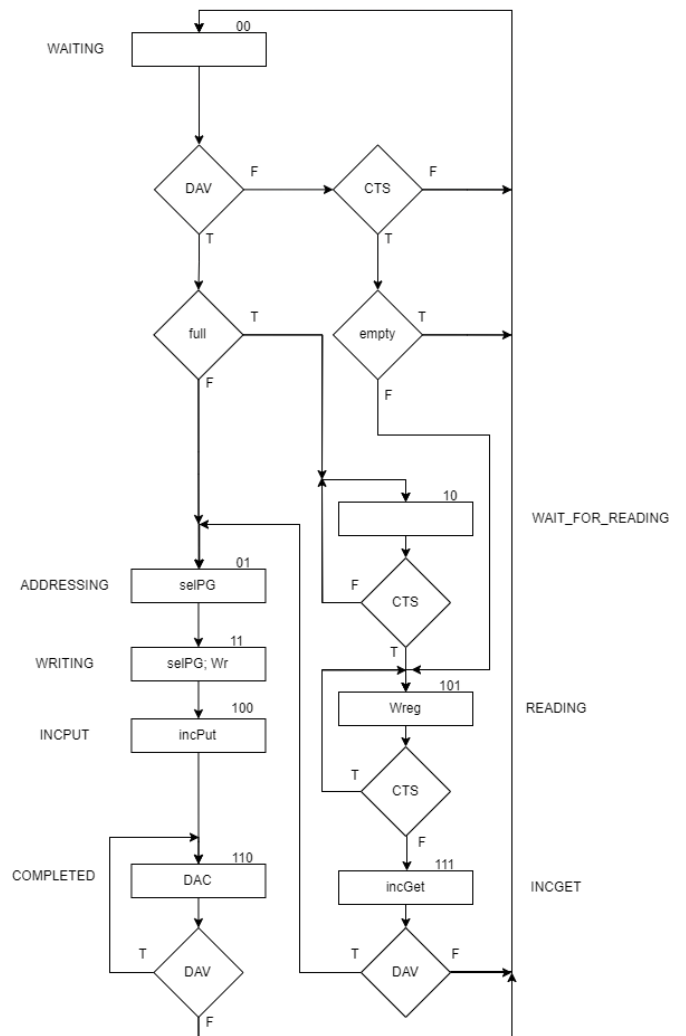 00
WAITING
DAV
F
CTS
F
T
T
full
T
empty
T
F
F
10
WAIT_FOR_READING
01
ADDRESSING
selPG
F
CTS
11
T
WRITING
selPG; Wr
101
100
Wreg
READING
INCPUT
incPut
T
CTS
F
110
111
COMPLETED
DAC
incGet
INCGET
T
DAV
T
DAV
F
F